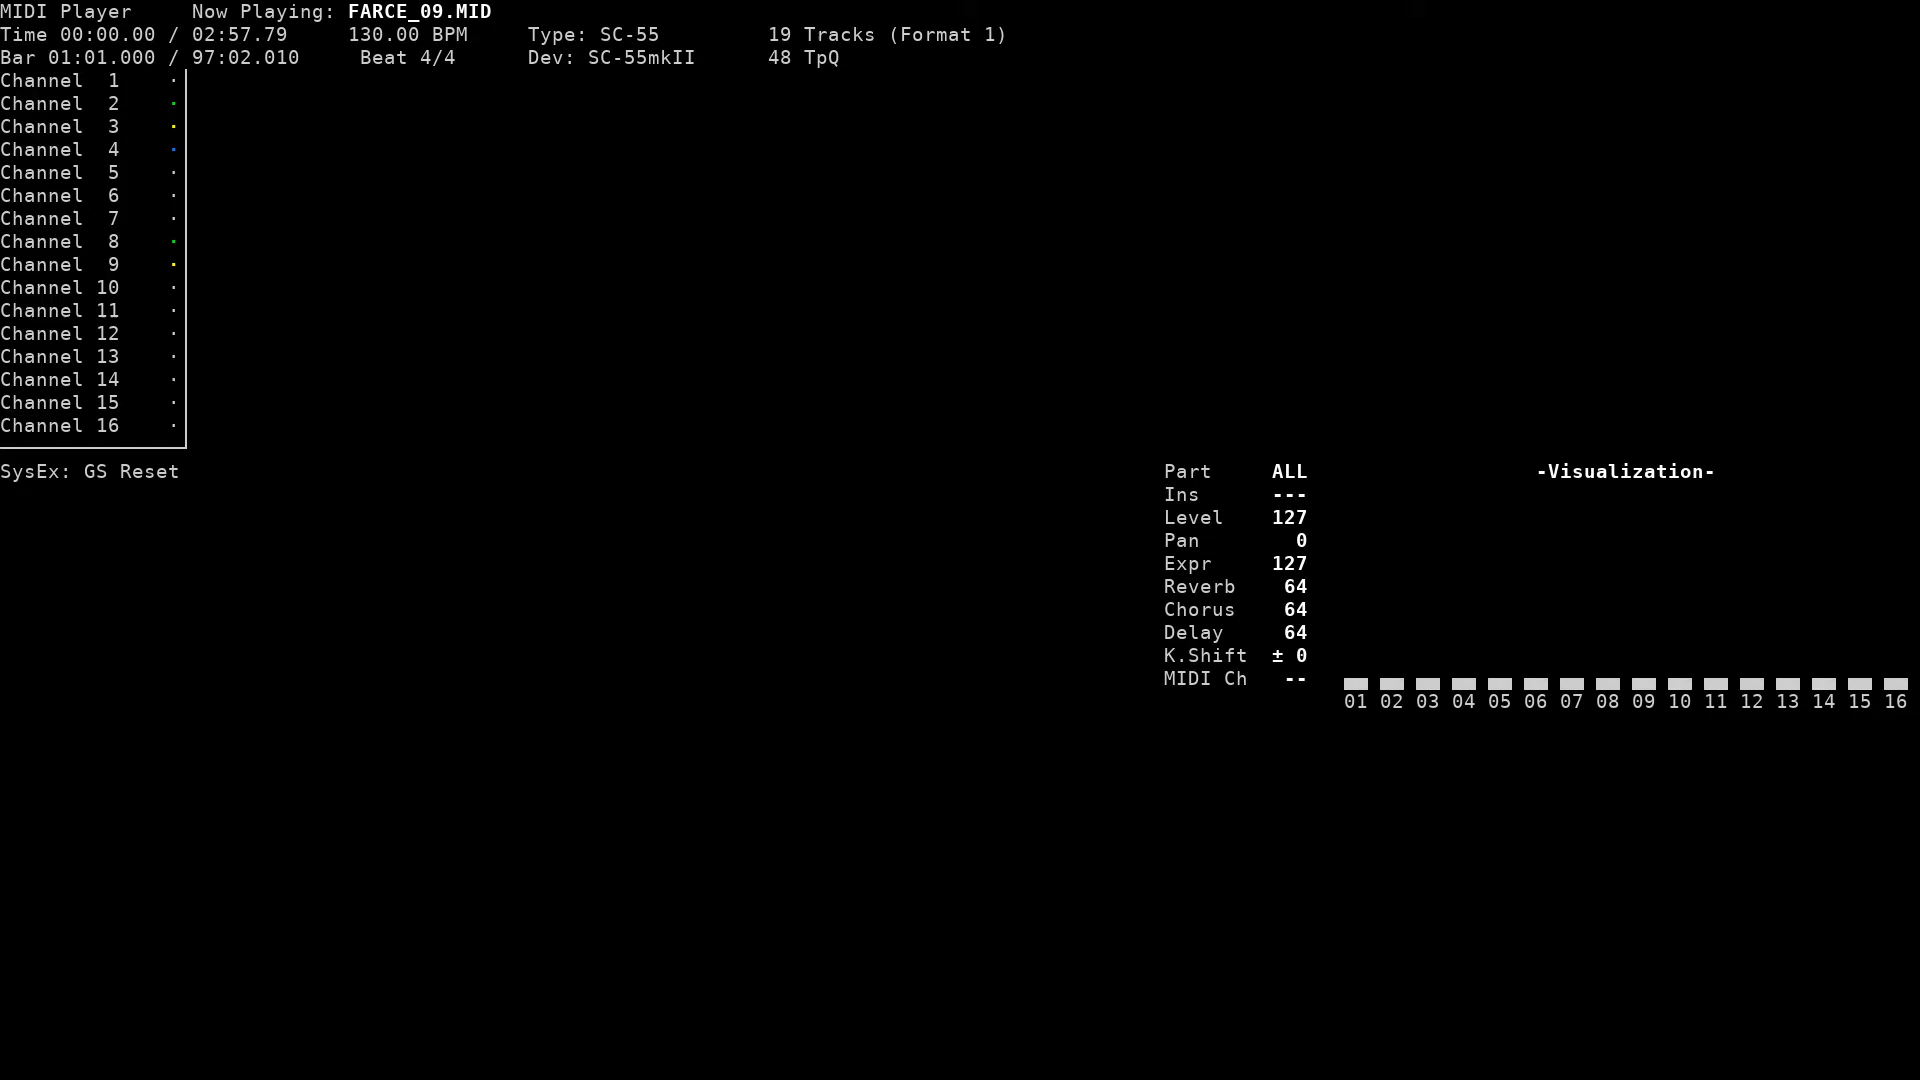 MIDI Player     Now Playing: FARCE_09.MID
Time 00:00.00 / 02:57.79     130.00 BPM     Type: SC-55         19 Tracks (Format 1)
Bar 01:01.000 / 97:02.010     Beat 4/4      Dev: SC-55mkII      48 TpQ
Channel  1
Channel  2
Channel  3
Channel  4
Channel  5
Channel  6
Channel  7
Channel  8
Channel  9
Channel 10
Channel 11
Channel 12
Channel 13
Channel 14
Channel 15
Channel 16
SysEx: GS Reset
Part     ALL
Ins      ---
Level    127
Pan        0
Expr     127
Reverb    64
Chorus    64
Delay     64
K.Shift  ± 0
MIDI Ch   --
-Visualization-
01 02 03 04 05 06 07 08 09 10 11 12 13 14 15 16